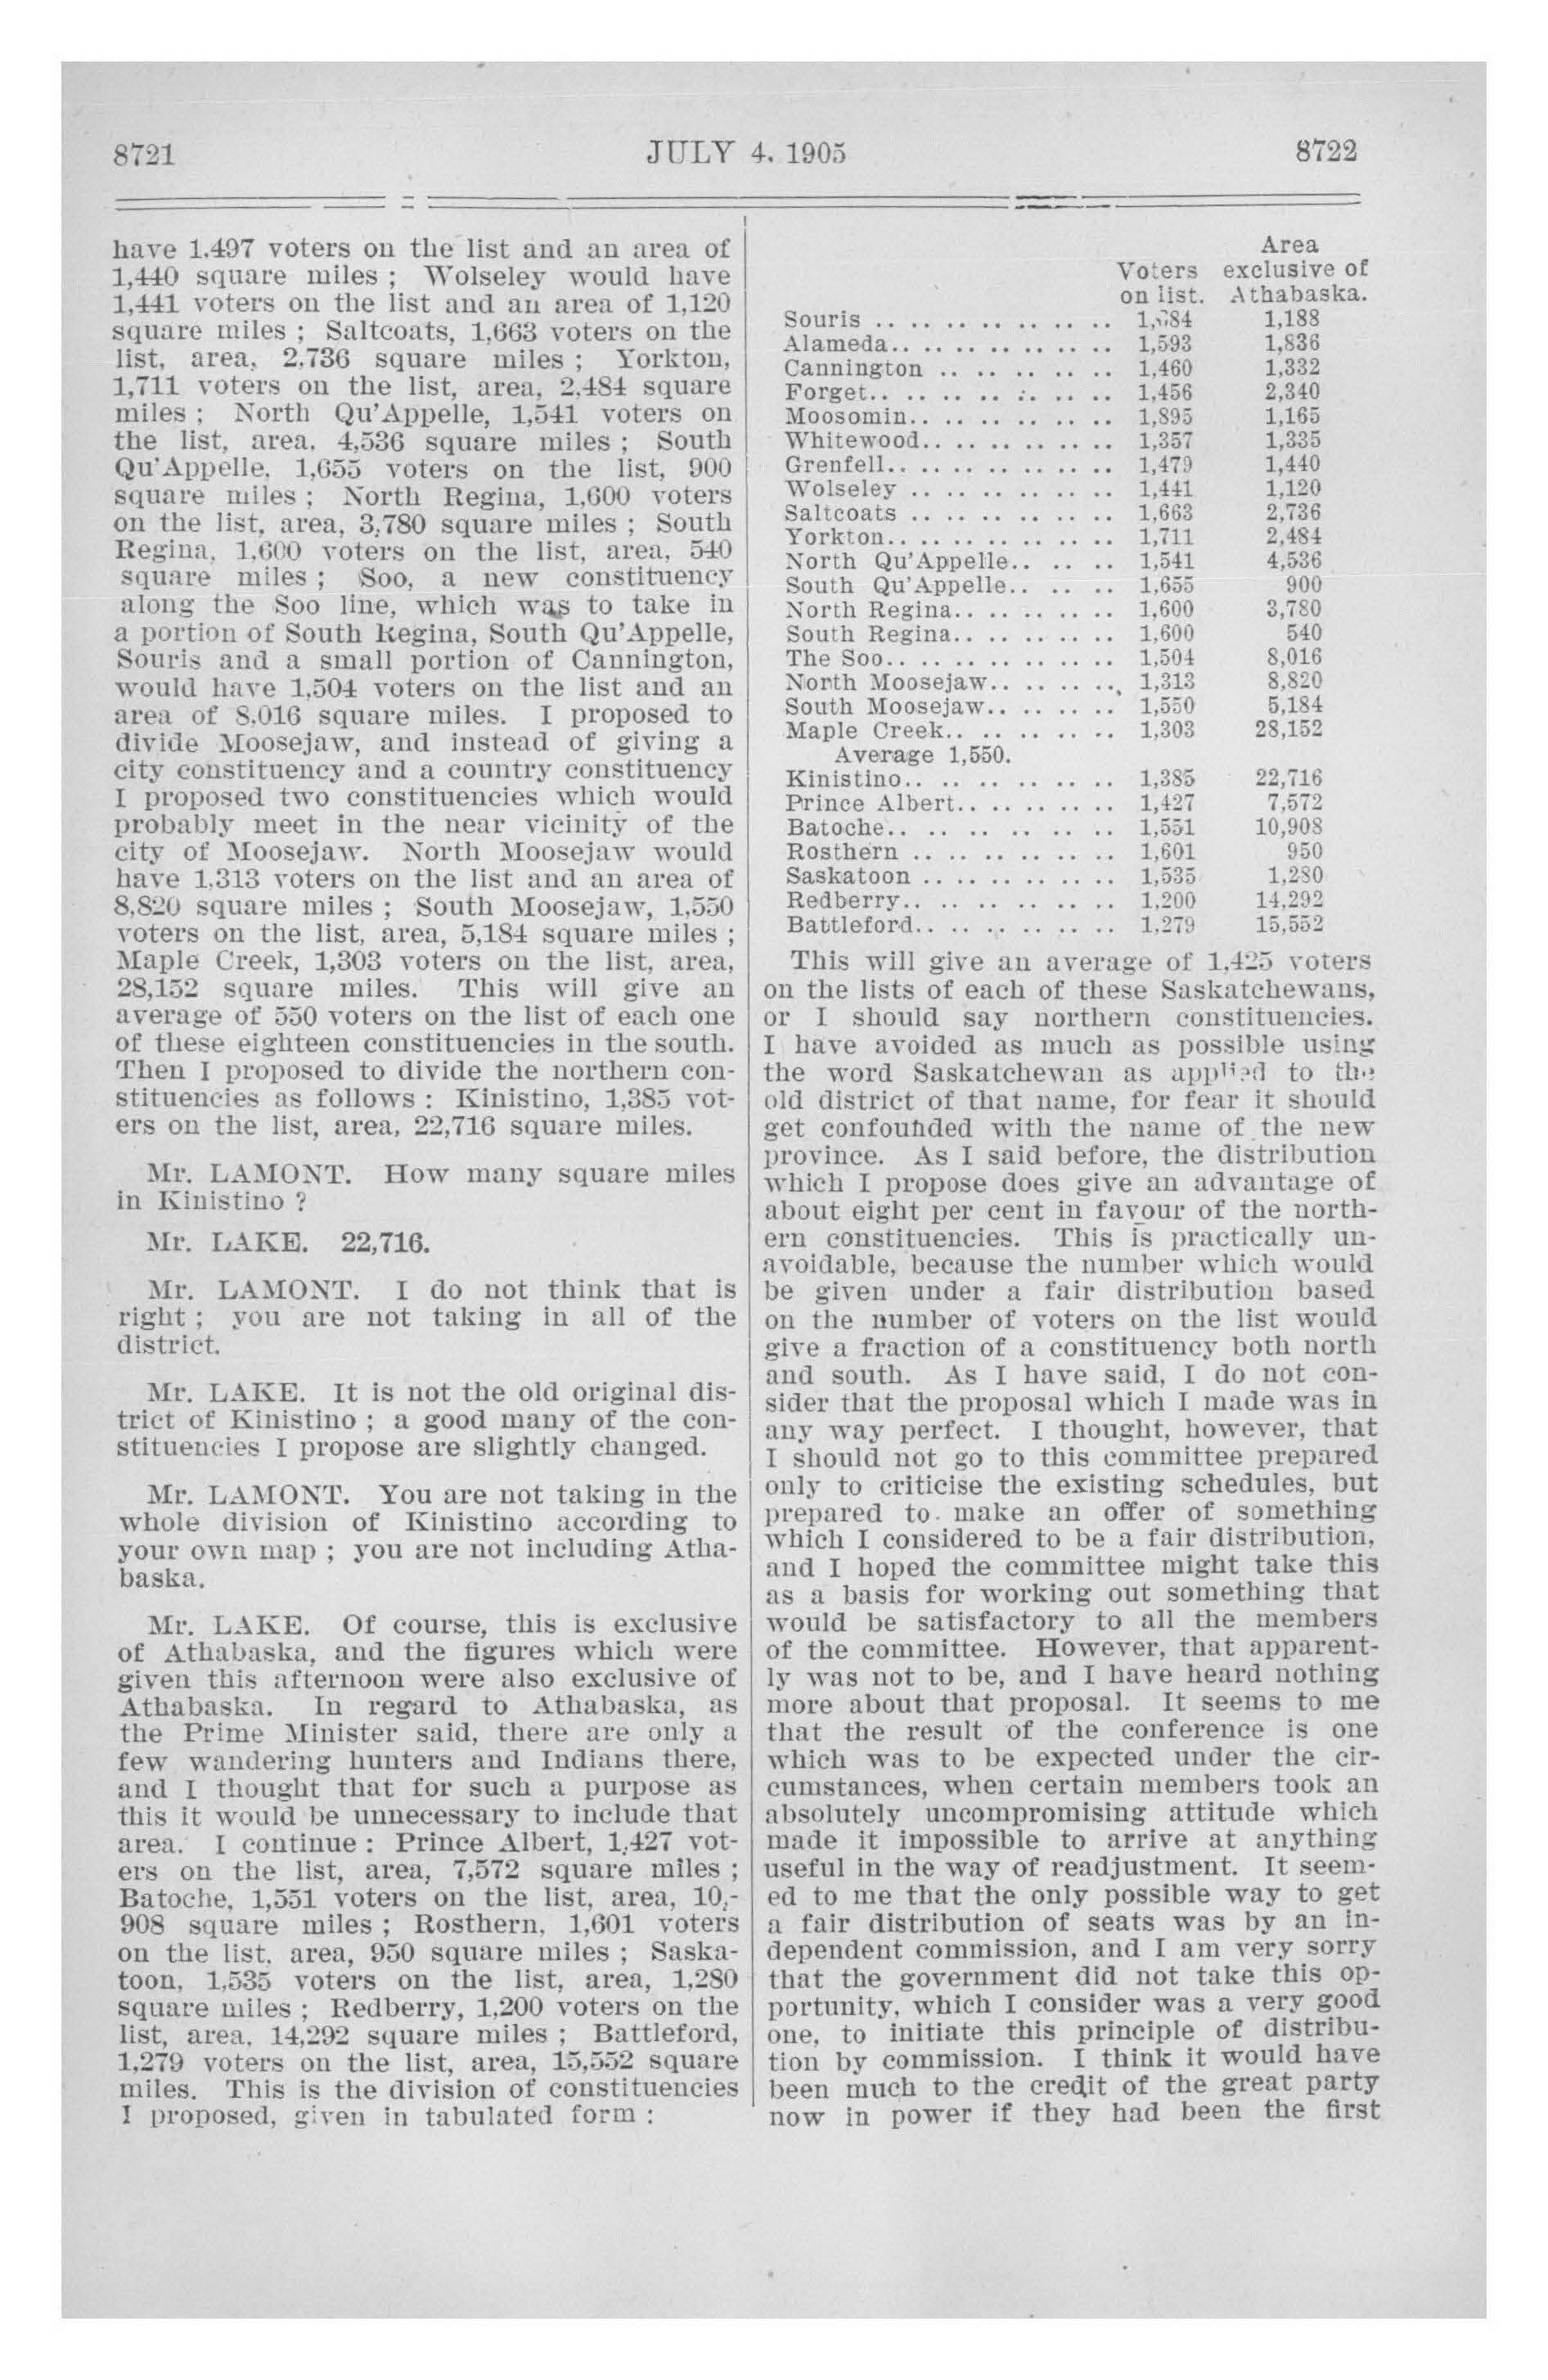 8721 JULY 4, 1905 8722
have 1,497 voters on the list and an area of
1,440 square miles ; Wolseley would have
1,441 voters on the list and an area of 1,120
square miles ; Saltcoats, 1,663 voters on the
list, area, 2,736 square miles ; Yorkton,
1,711 voters on the list, area, 2,484 square
miles ; North Qu'Appelle, 1,541 voters on
the list, area, 4,536 square miles ; South
Qu'Appelle, 1,655 voters on the list, 900
square miles ; North Regina, 1,600 voters
on the list, area, 3,780 square miles ; South
Regina, 1,600 voters on the list, area, 540
square miles ; Soo, a new constituency
along the Soo line, which was to take in
a portion of South Regina, South Qu'Appelle,
Souris and a small portion of Cannington,
would have 1,504 voters on the list and an
area of 8,016 square miles. I proposed to
divide Moosejaw, and instead of giving a
city constituency and a country constituency
I proposed two constituencies which would
probably meet in the near vicinity of the
city of Moosejaw. North Moosejaw would
have 1,313 voters on the list and an area of
8,820 square miles ; South Moosejaw, 1,550
voters on the list, area, 5,184 square miles ;
Maple Creek, 1,303 voters on the list, area,
28,152 square miles. This will give an
average of 550 voters on the list of each one
of these eighteen constituencies in the south.
Then I proposed to divide the northern con-
stituencies as follows : Kinistino, 1,385 vot-
ers on the list, area, 22,716 square miles.
Mr. LAMONT. How many square miles
in Kinistino ?
Mr. LAKE. 22,716.
Mr. LAMONT. I do not think that is
right ; you are not taking in all of the
district.
Mr. LAKE. It is not the old original dis-
trict of Kinistino ; a good many of the con-
stituencies I propose are slightly changed.
Mr. LAMONT. You are not taking in the
whole division of Kinistino according to
your own map ; you are not including Atha-
baska.
Mr. LAKE. Of course, this is exclusive
of Athabaska, and the figures which were
given this afternoon were also exclusive of
Athabaska. In regard to Athabaska, as
the Prime Minister said, there are only a
few wandering hunters and Indians there,
and I thought that for such a purpose as
this it would be unnecessary to include that
area. I continue : Prince Albert, 1,427 vot-
ers on the list, area, 7,572 square miles ;
Batoche, 1,551 voters on the list, area, 10,-
908 square miles ; Rosthern, 1,601 voters
on the list, area, 950 square miles ; Saska-
toon, 1,535 voters on the list, area, 1,280
square miles ; Redberry, 1,200 voters on the
list, area, 14,292 square miles ; Battleford,
1,279 voters on the list, area, 15,552 square
miles. This is the division of constituencies
I proposed, given in tabulated form :
Area
Voters exclusive of
on list. Athabaska.
Souris .. .. .. .. .. .. .. 1,188
Alameda.. .. .. .. .. .. .. 1,593 1,836
Cannington .. .. .. .. .. 1,460 1,332
Forget.. .. .. .. .. .. .. 1,456 2,340
Moosomin.. .. .. .. .. .. 1,895 1,165
Whitewood.. .. .. .. .. .. 1,357 1,335
Grenfell.. .. .. .. .. .. .. 1,479 1,440
Wolseley .. .. .. .. .. .. 1,441 1,120
Saltcoats .. .. .. .. .. .. 1,663 2,736
Yorkton.. .. .. .. .. .. .. 1,711 2,484
North Qu'Appelle.. .. .. .. 1,541 4,536
South Qu'Appelle.. .. .. .. 1,655 900
North Regina.. .. .. .. .. 1,600 3,780
South Regina.. .. .. .. .. 1,600 540
The Soo.. .. .. .. .. .. .. 1,504 8,016
North Moosejaw.. .. .. .. 1,313 8,820
South Moosejaw.. .. .. .. 1,550 5,184
Maple Creek.. .. .. .. .. 1,303 28,152
Average 1,550.
Kinistino.. .. .. .. .. .. 1,385 22,716
Prince Albert.. .. .. .. .. 1,427 7,572
Batoche.. .. .. .. .. .. .. 1,551 10,908
Rosthern .. .. .. .. .. .. 1,601 950
Saskatoon .. .. .. .. .. .. 1,535 1,280
Redberry.. .. .. .. .. .. 1,200 14,292
Battleford.. .. .. .. .. .. 1,279 15,552
This will give an average of 1,425 voters
on the lists of each of these Saskatchewans,
or I should say northern constituencies.
I have avoided as much as possible using
the word Saskatchewan as applied to the
old district of that name, for fear it should
get confounded with the name of the new
province. As I said before, the distribution
which I propose does give an advantage of
about eight per cent in favour of the north-
ern constituencies. This is practically un-
avoidable, because the number which would
be given under a fair distribution based
on the number of voters on the list would
give a fraction of a constituency both north
and south. As I have said, I do not con-
sider that the proposal which I made was in
any way perfect. I thought, however, that
I should not go to this committee prepared
only to criticise the existing schedules, but
prepared to make an offer of something
which I considered to be a fair distribution,
and I hoped the committee might take this
as a basis for working out something that
would be satisfactory to all the members
of the committee. However, that apparent-
ly was not to be, and I have heard nothing
more about that proposal. It seems to me
that the result of the conference is one
which was to be expected under the cir-
cumstances, when certain members took an
absolutely uncompromising attitude which
made it impossible to arrive at anything
useful in the way of readjustment. It seem-
ed to me that the only possible way to get
a fair distribution of seats was by an in-
dependent commission, and I am very sorry
that the government did not take this op-
portunity, which I consider was a very good
one, to initiate this principle of distribu-
tion by commission. I think it would have
been much to the credit of the great party
now in power if they had been the first